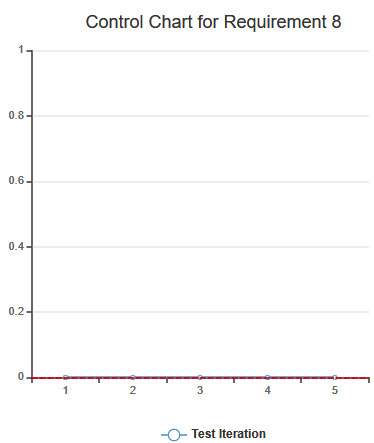 Control Chart for Requirement 8
1
0.8
0.6
0.4
0.2
0
1 2 3 4 5
Test Iteration